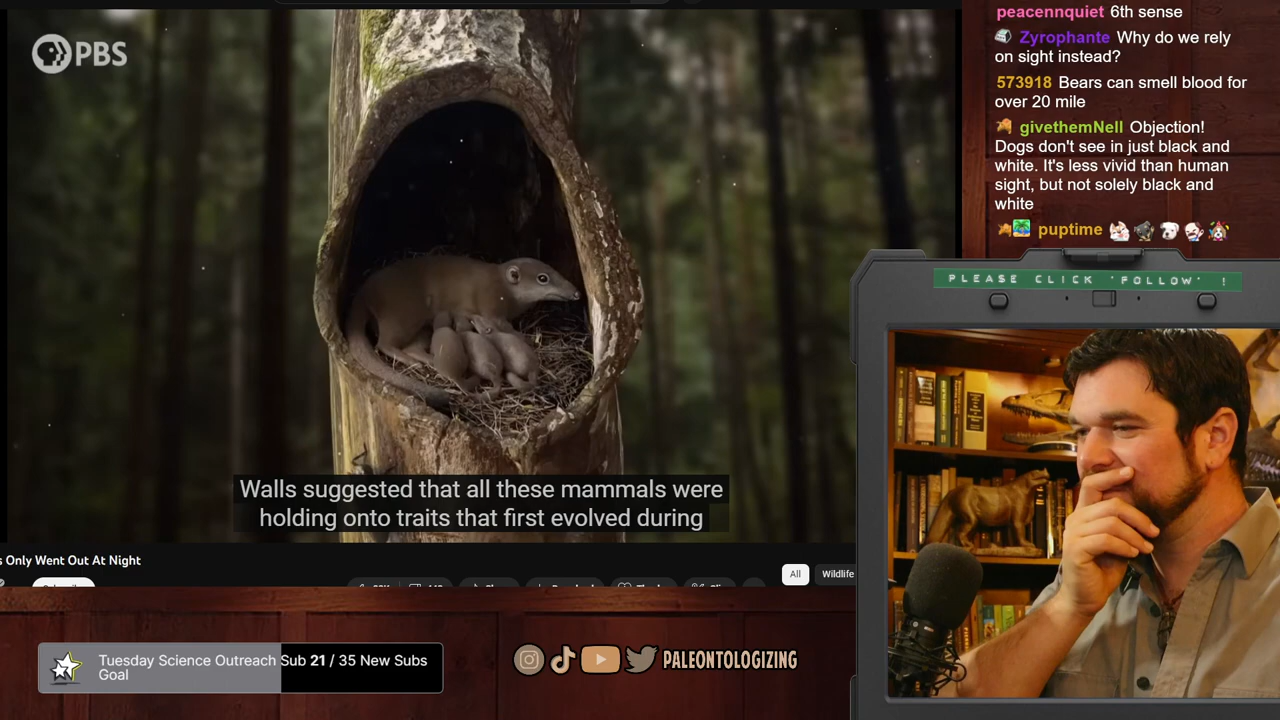 PBS
peacennquiet 6th sense
Zyrophante Why do we rely
on sight instead?
573918 Bears can smell blood for
over 20 mile
givethemNell Objection!
Dogs don't see in just black and
white. It's less vivid than human
sight, but not solely black and
white
puptime
PLEASE CLICK 'FOLLOW' !
Walls suggested that all these mammals were
holding onto traits that first evolved during
s Only Went Out At Night
All
Wildlife
Tuesday Science Outreach Sub 21 / 35 New Subs
Goal
PALEONTOLOGIZING